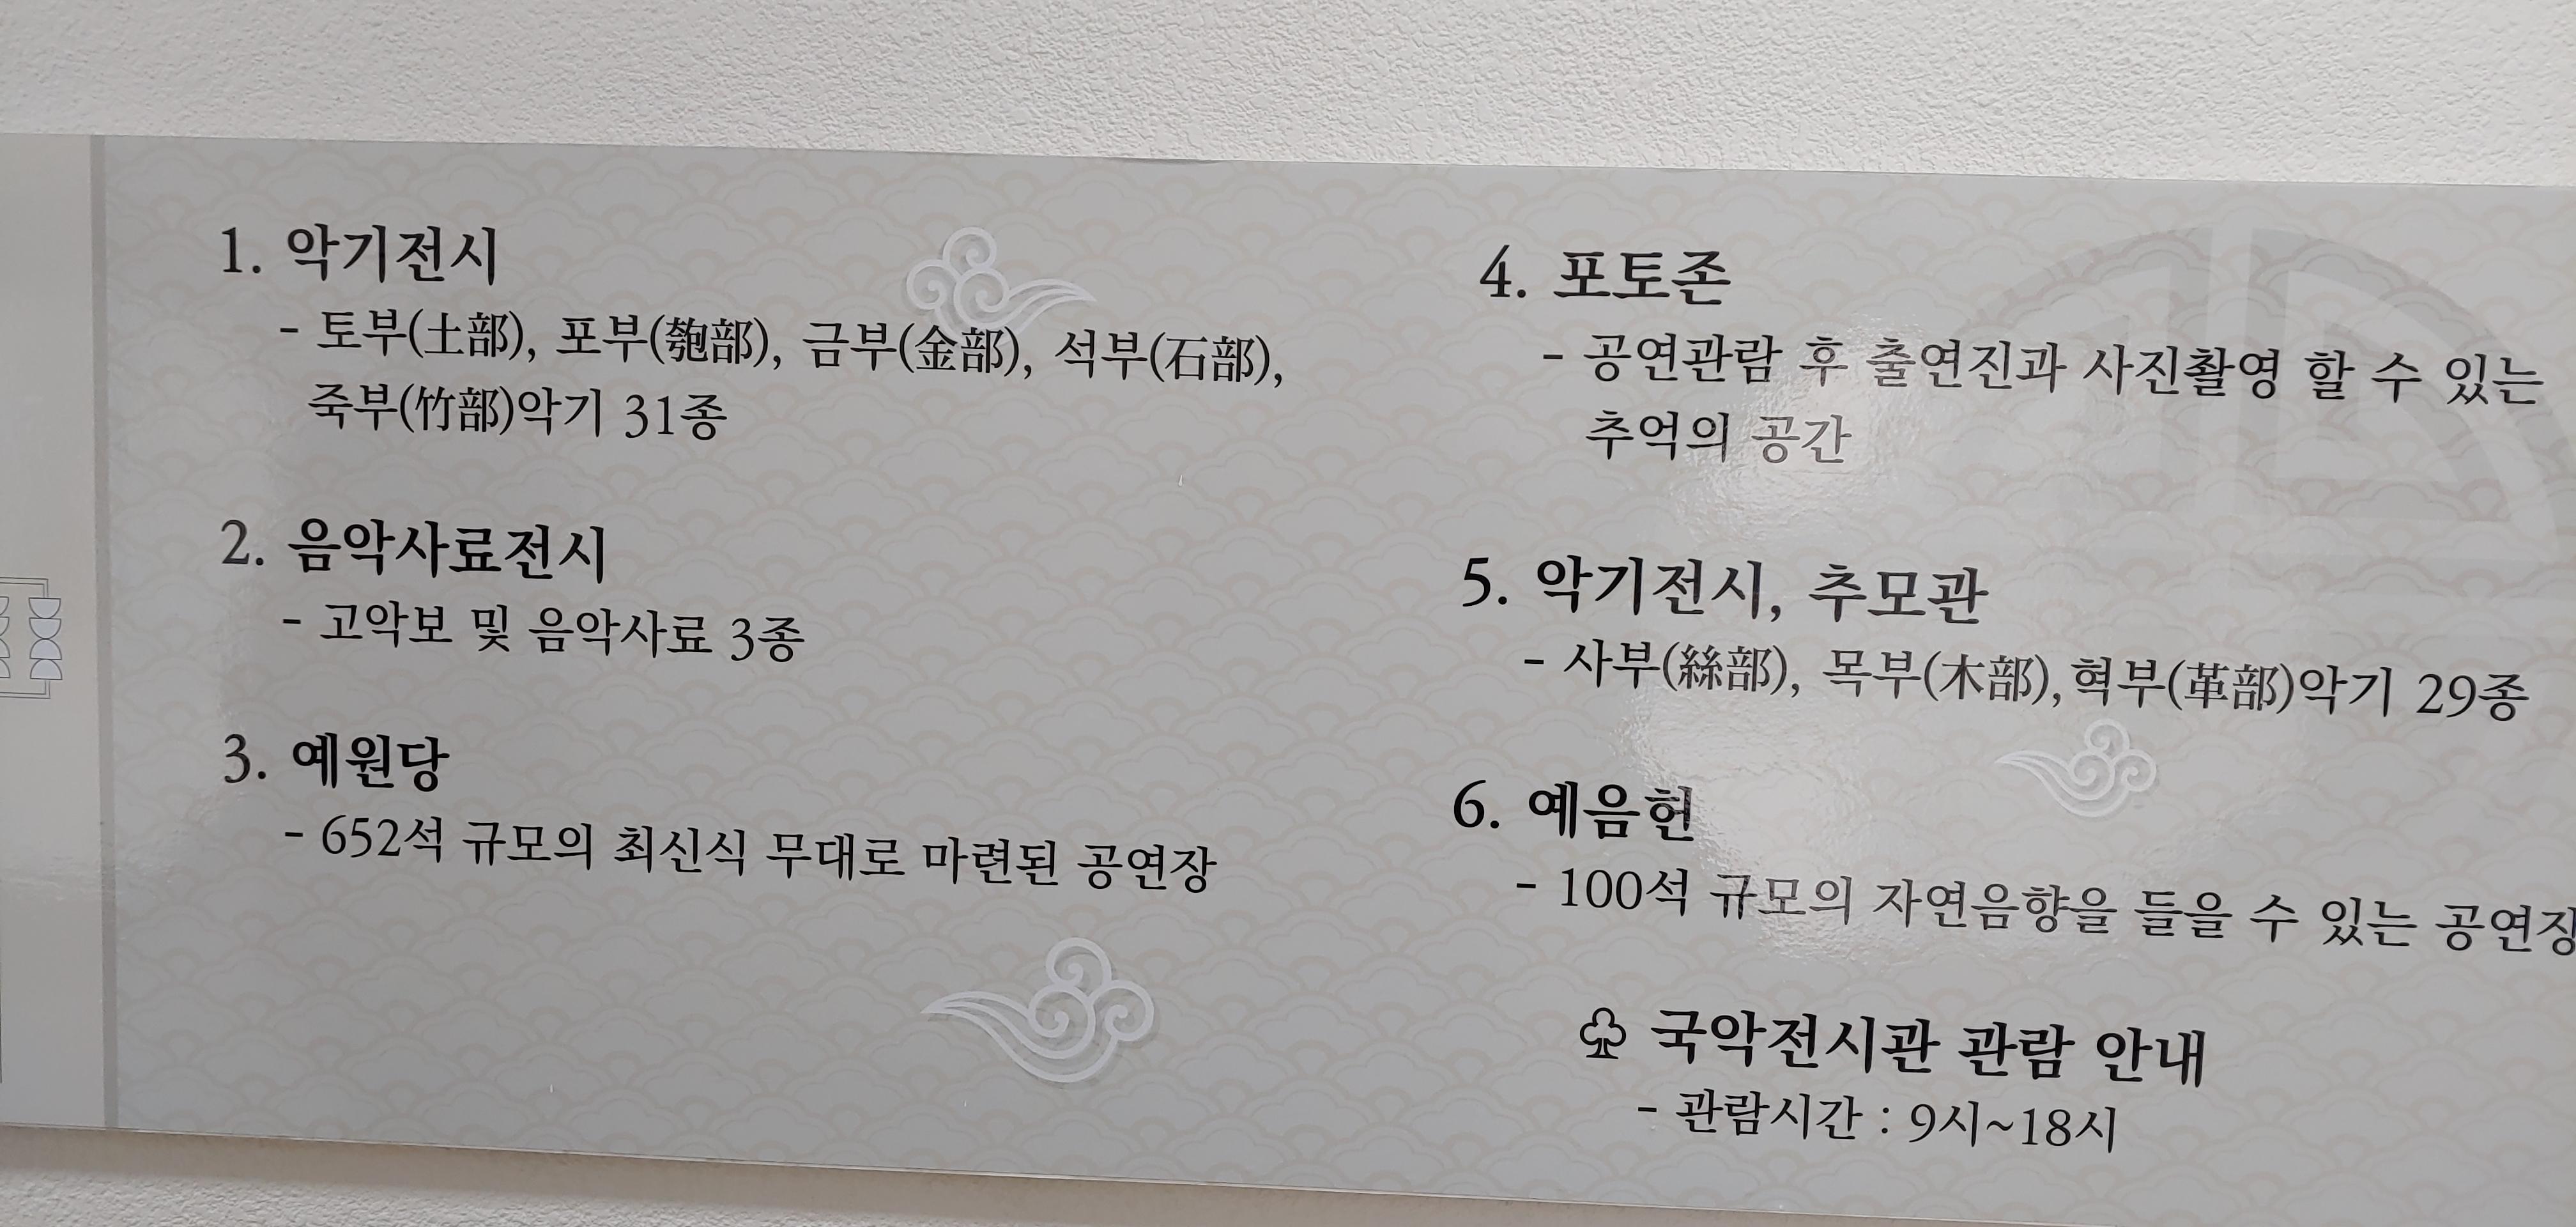 1. 악기전시
- 토부(土部), 포부(匏部), 금부(金部), 석부(石部),
죽부(竹部)악기 31종
2. 음악사료전시
- 고악보 및 음악사료 3종
3. 예원당
- 652석 규모의 최신식 무대로 마련된 공연장
4. 포토존
- 공연관람 후 출연진과 사진촬영 할 수 있는
추억의 공간
5. 악기전시, 추모관
- 사부(絲部), 목부(木部),혁부(革部)악기 29종
6. 예음헌
- 100석 규모의 자연음향을 들을 수 있는 공연장
♧ 국악전시관 관람 안내
- 관람시간 : 9시~18시